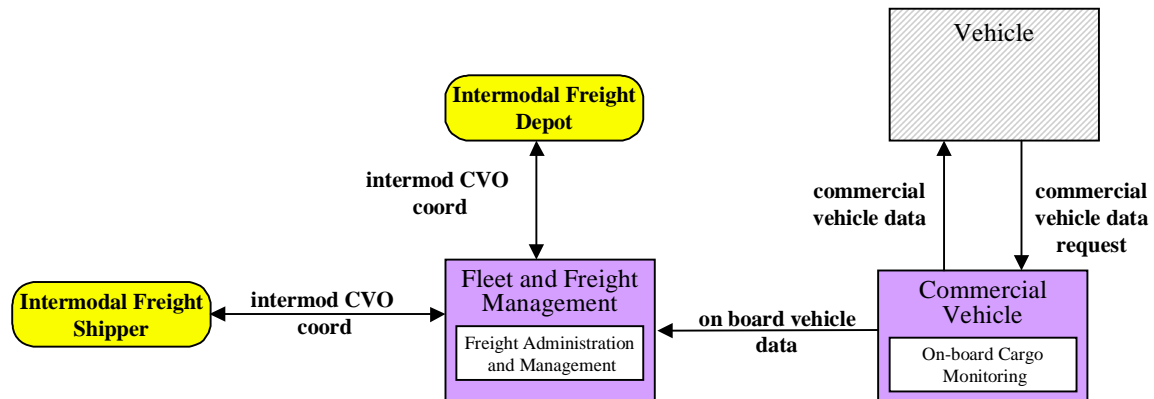 Vehicle
Intermodal Freight
Depot
intermod CVO
coord
commercial
vehicle data
commercial
vehicle data
request
Intermodal Freight
Shipper
intermod CVO
coord
Fleet and Freight
Management
Freight Administration
and Management
on board vehicle
data
Commercial
Vehicle
On-board Cargo
Monitoring